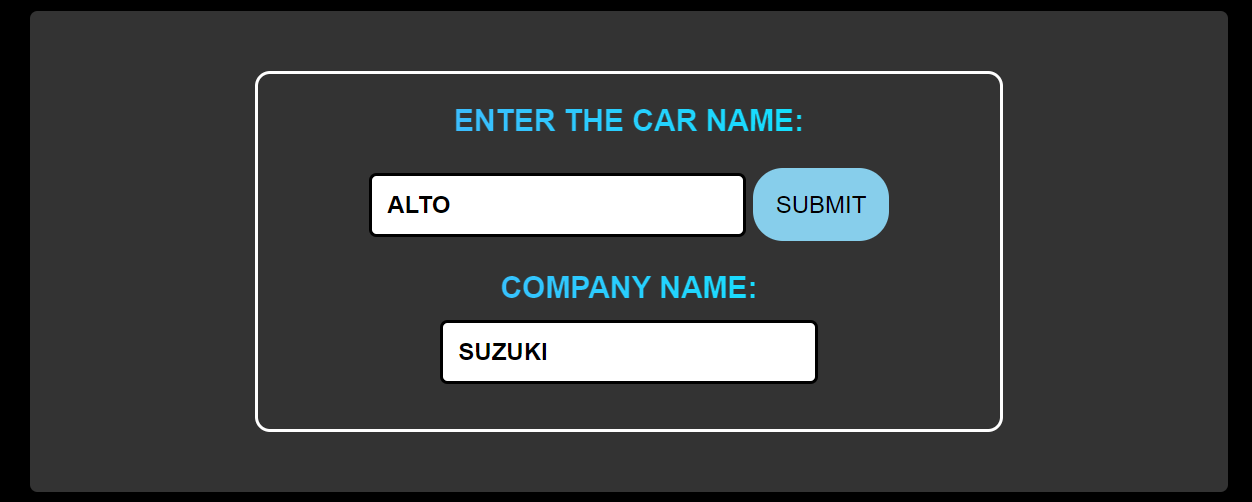 ENTER THE CAR NAME:
ALTO SUBMIT
COMPANY NAME:
SUZUKI